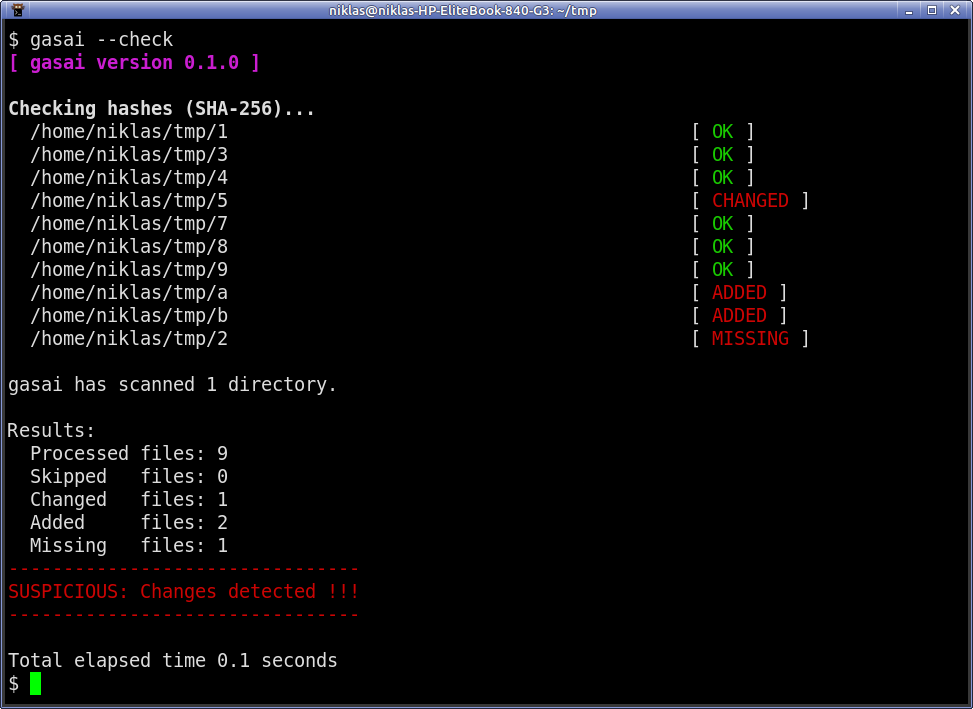 niklas@niklas-HP-EliteBook-840-G3: ~/tmp
$ gasai --check
[ gasai version 0.1.0 ]
Checking hashes (SHA-256)...
/home/niklas/tmp/1 [ OK ]
/home/niklas/tmp/3 [ OK ]
/home/niklas/tmp/4 [ OK ]
/home/niklas/tmp/5 [ CHANGED ]
/home/niklas/tmp/7 [ OK ]
/home/niklas/tmp/8 [ OK ]
/home/niklas/tmp/9 [ OK ]
/home/niklas/tmp/a [ ADDED ]
/home/niklas/tmp/b [ ADDED ]
/home/niklas/tmp/2 [ MISSING ]
gasai has scanned 1 directory.
Results:
Processed files: 9
Skipped files: 0
Changed files: 1
Added files: 2
Missing files: 1
--------------------------------
SUSPICIOUS: Changes detected !!!
--------------------------------
Total elapsed time 0.1 seconds
$